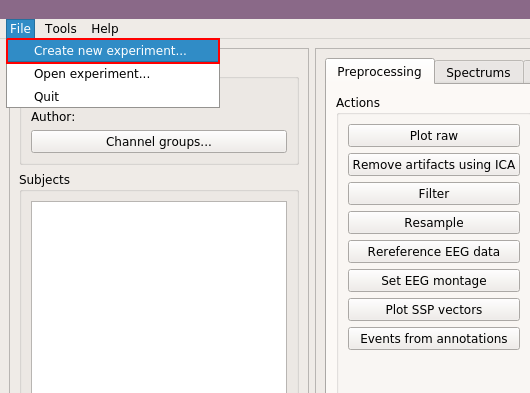 File Tools Help
Create new experiment...
Open experiment...
Quit
Author:
Channel groups...
Subjects
Preprocessing Spectrums
Actions
Plot raw
Remove artifacts using ICA
Filter
Resample
Rereference EEG data
Set EEG montage
Plot SSP vectors
Events from annotations